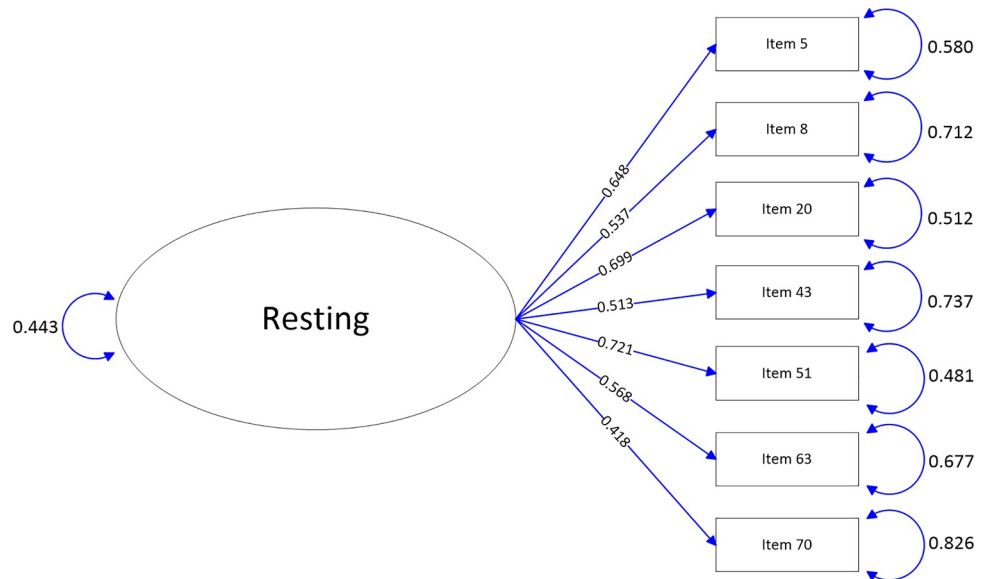 Item 5
0.580
Item 8
0.712
0.648
Item 20
0.512
0.537
0.699
Item 43
0.737
0.513
Resting
0.443
0.721
Item 51
0.481
0.568
0.418
Item 63
0.677
Item 70
0.826